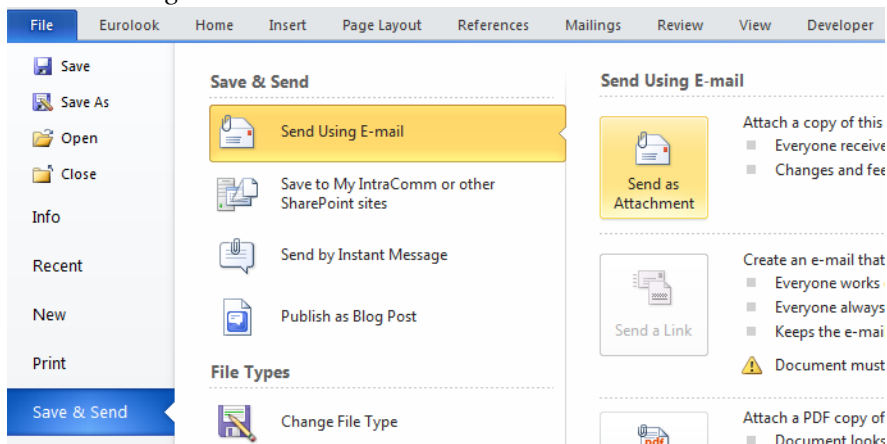 File Eurolook Home Insert Page Layout References Mailings Review View Developer
Save
Save As
Open
Close
Info
Recent
New
Print
Save & Send
Save & Send
Send Using E-mail
Save to My IntraComm or other
SharePoint sites
Send by Instant Message
Publish as Blog Post
File Types
Change File Type
Send Using E-mail
Send as
Attachment
Attach a copy of this
Everyone receive
Changes and fee
Send a Link
Create an e-mail that
Everyone works
Everyone always
Keeps the e-mai
Document must
pdf
Attach a PDF copy of
Document looks